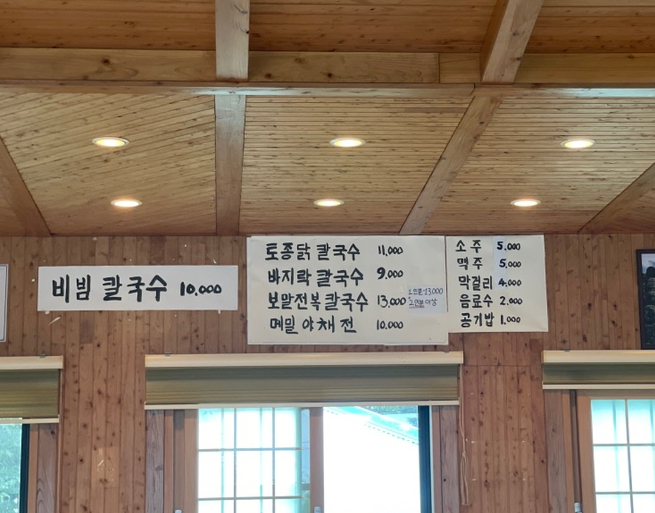 비빔 칼국수 10.000
토종닭 칼국수 11.000
바지락 칼국수 9.000
보말전복 칼국수 13.000
메밀 야채 전 10.000
소주 5.000
맥주 5.000
막걸리 4.000
음료수 2.000
공기밥 1.000